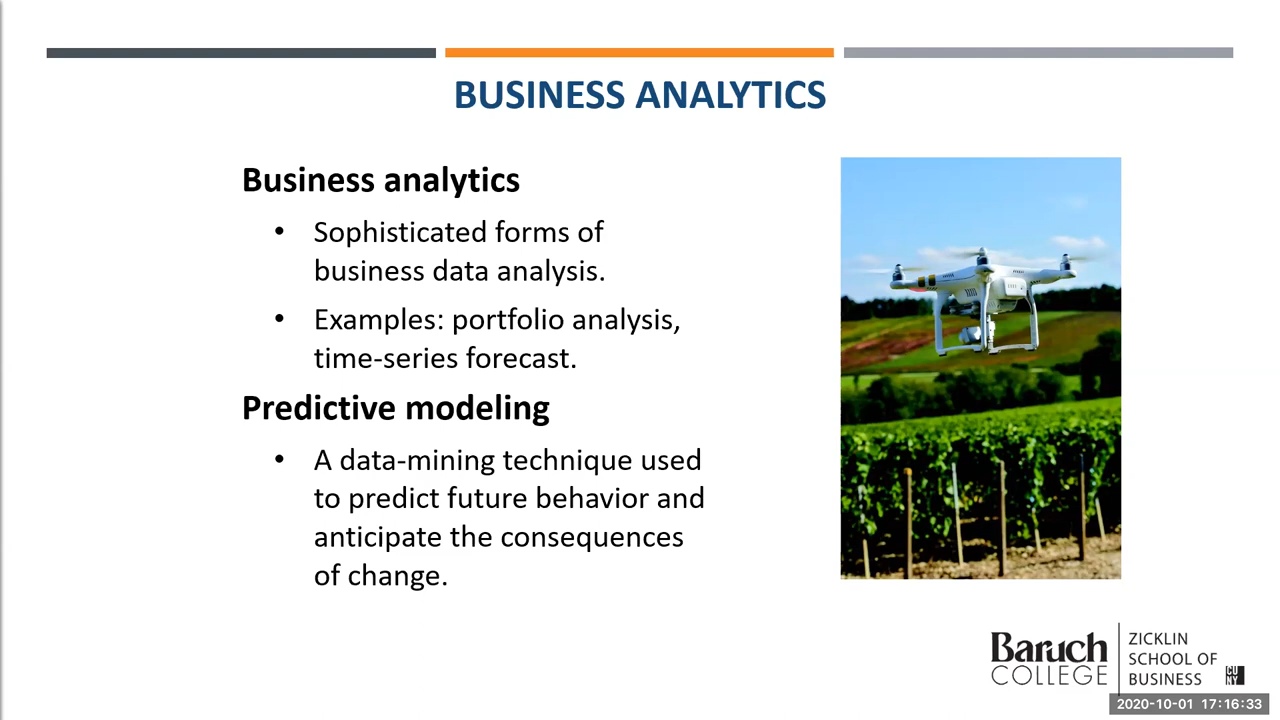 BUSINESS ANALYTICS
Business analytics
• Sophisticated forms of
business data analysis.
• Examples: portfolio analysis,
time-series forecast.
Predictive modeling
• A data-mining technique used
to predict future behavior and
anticipate the consequences
of change.
Baruch
COLLEGE
ZICKLIN
SCHOOL OF
BUSINESS
CU
NY
2020-10-01 17:16:33